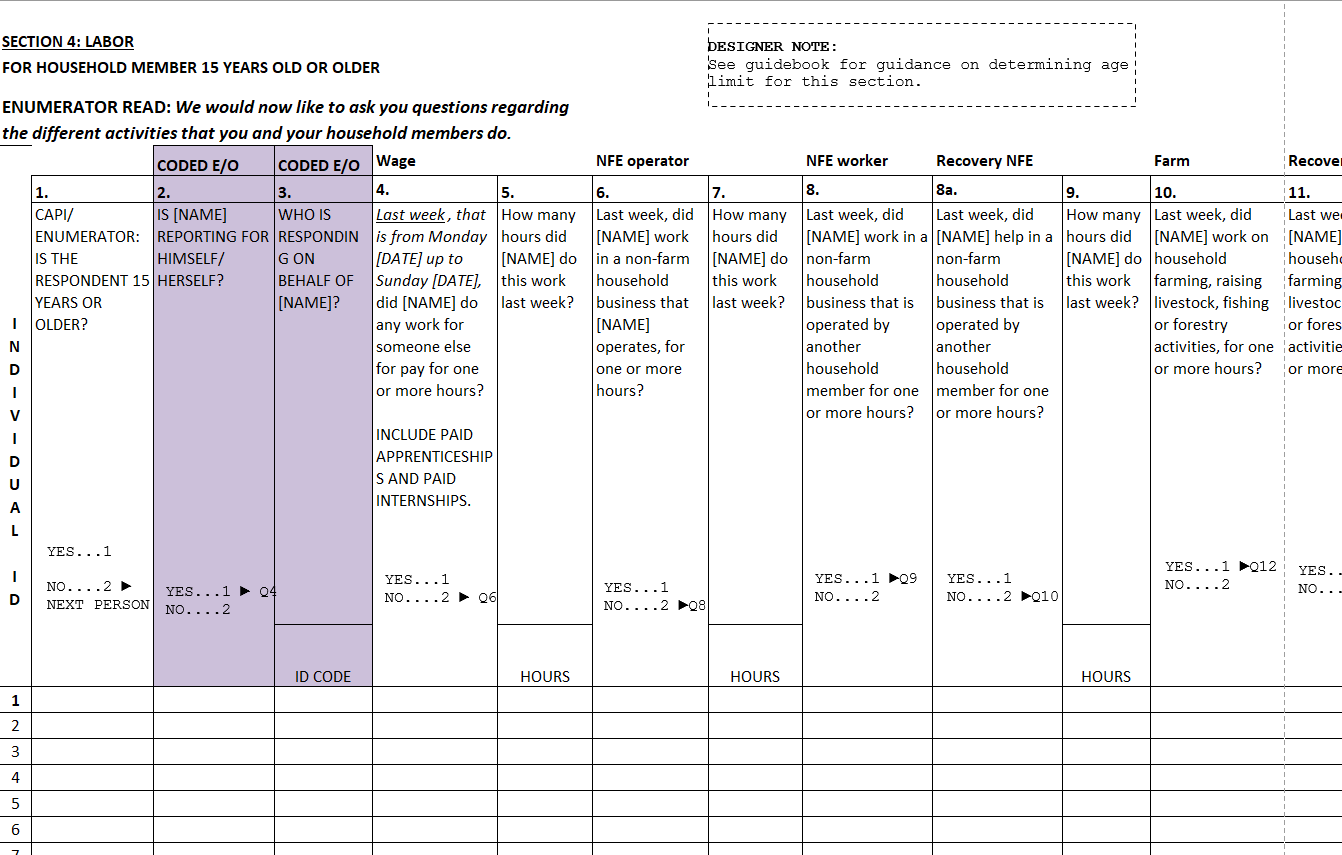 SECTION 4: LABOR
FOR HOUSEHOLD MEMBER 15 YEARS OLD OR OLDER
ENUMERATOR READ: We would now like to ask you questions regarding
the different activities that you and your household members do.
DESIGNER NOTE:
See guidebook for guidance on determining age
limit for this section.
INDIVIDUAL ID
1.
CAPI/
ENUMERATOR:
IS THE
RESPONDENT 15
YEARS OR
OLDER?
YES...1
NO....2 ►
NEXT PERSON
CODED E/O
2.
IS [NAME]
REPORTING FOR
HIMSELF/
HERSELF?
YES...1 ► Q4
NO....2
CODED E/O
3.
WHO IS
RESPONDIN
G ON
BEHALF OF
[NAME]?
ID CODE
Wage
4.
Last week, that
is from Monday
[DATE] up to
Sunday [DATE],
did [NAME] do
any work for
someone else
for pay for one
or more hours?
INCLUDE PAID
APPRENTICESHIP
S AND PAID
INTERNSHIPS.
YES...1
NO....2 ► Q6
5.
How many
hours did
[NAME] do
this work
last week?
HOURS
NFE operator
6.
Last week, did
[NAME] work
in a non-farm
household
business that
[NAME]
operates, for
one or more
hours?
YES...1
NO....2 ►Q8
7.
How many
hours did
[NAME] do
this work
last week?
HOURS
NFE worker
8.
Last week, did
[NAME] work in a
non-farm
household
business that is
operated by
another
household
member for one
or more hours?
YES...1 ►Q9
NO....2
Recovery NFE
8a.
Last week, did
[NAME] help in a
non-farm
household
business that is
operated by
another
household
member for one
or more hours?
YES...1
NO....2 ►Q10
9.
How many
hours did
[NAME] do
this work
last week?
HOURS
Farm
10.
Last week, did
[NAME] work on
household
farming, raising
livestock, fishing
or forestry
activities, for one
or more hours?
YES...1 ►Q12
NO....2
Recover
11.
Last wee
[NAME]
househo
farming
livestoc
or fores
activitie
or more
YES..
NO...
1
2
3
4
5
6
7